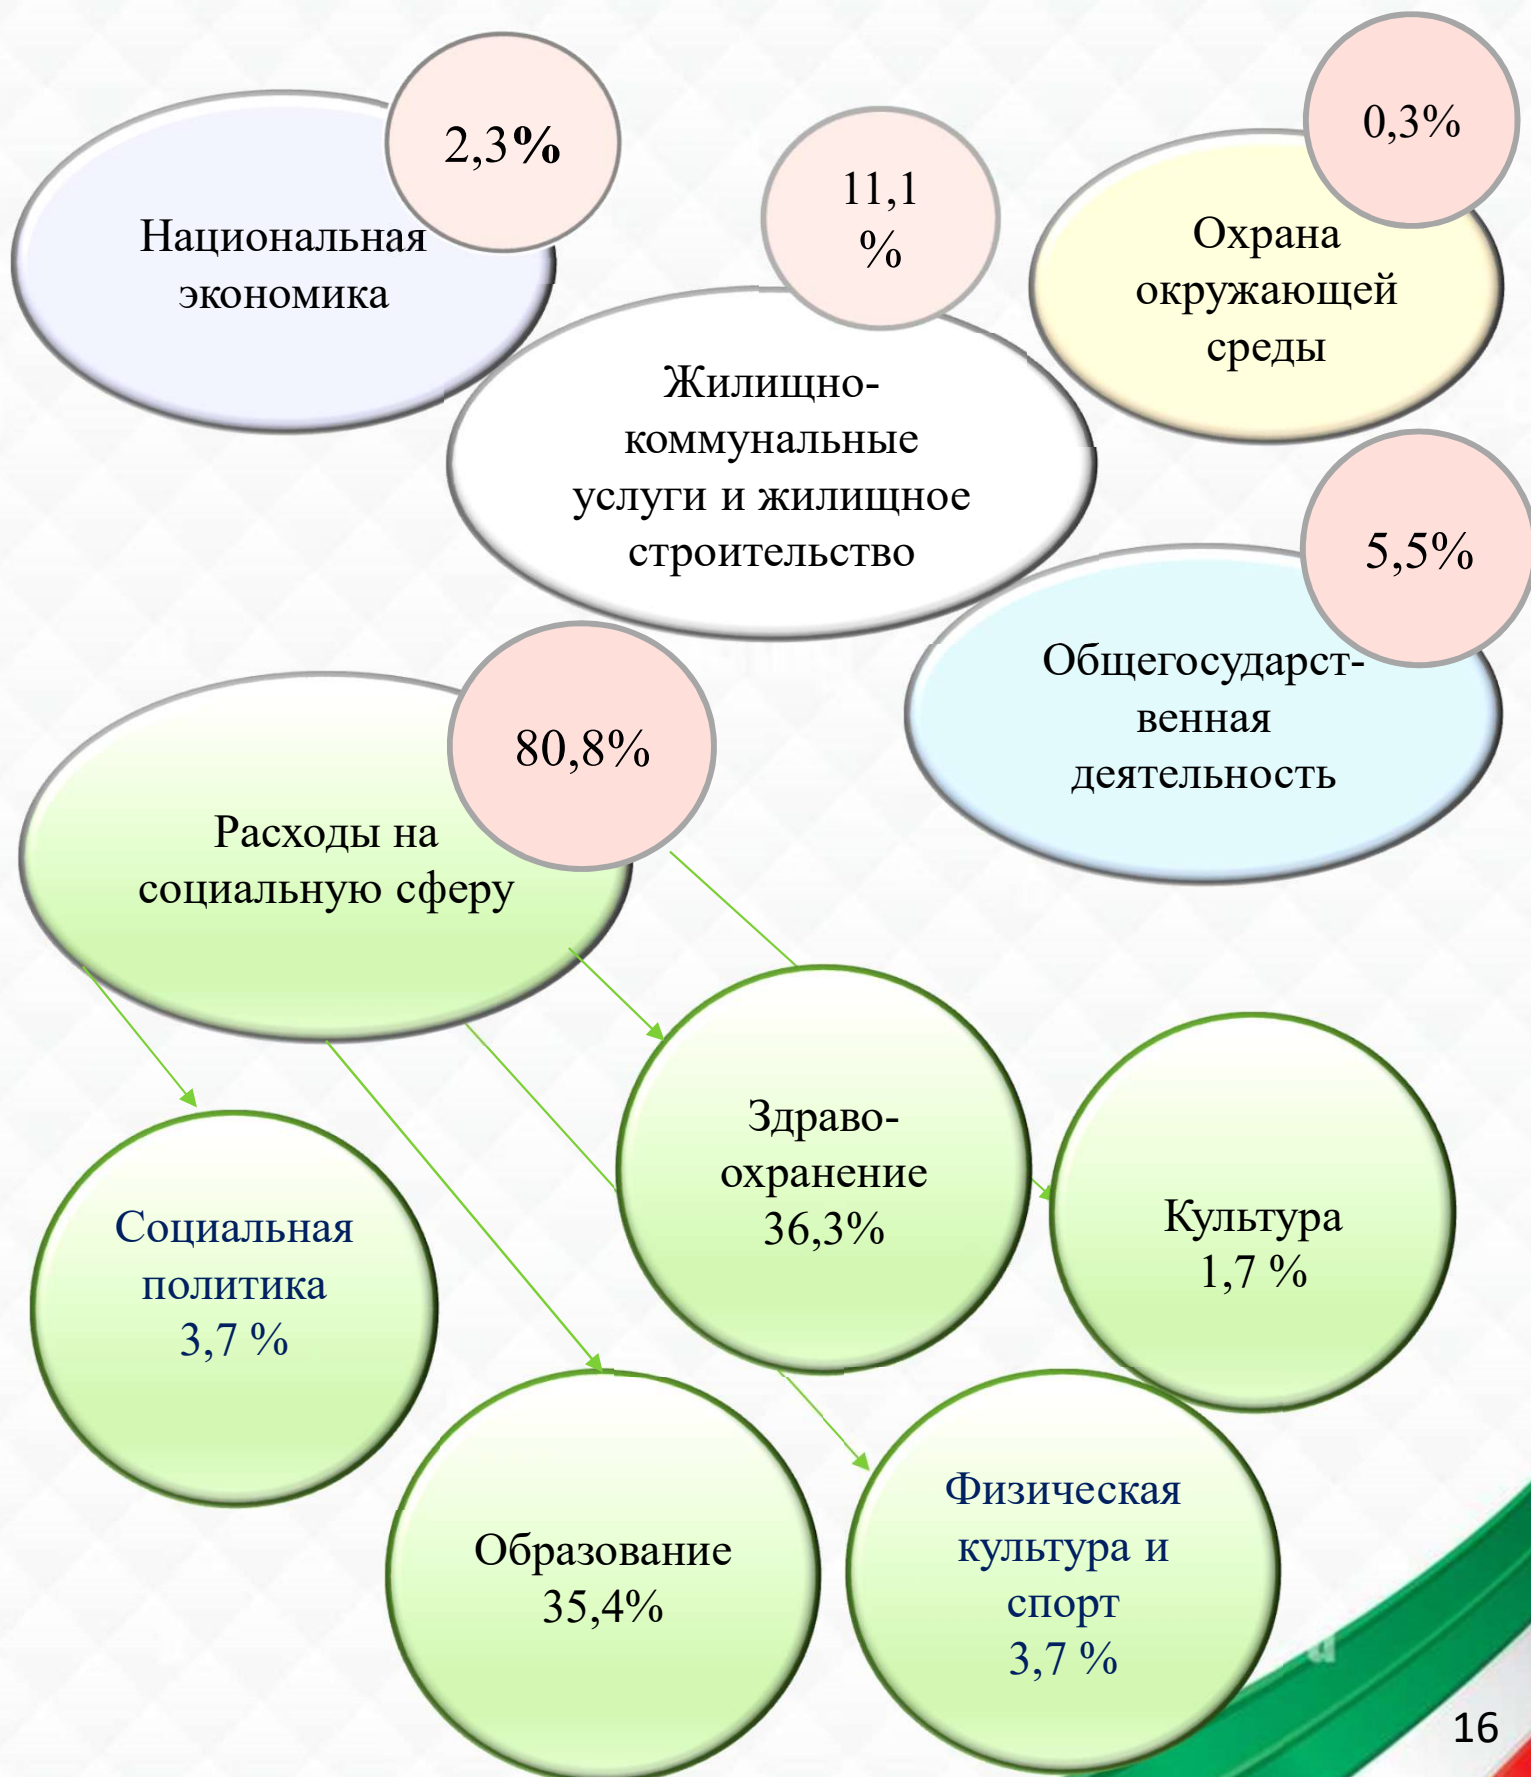 2,3%
Национальная
экономика
11,1
%
0,3%
Охрана
окружающей
среды
Жилищно-
коммунальные
услуги и жилищное
строительство
5,5%
Общегосударст-
венная
деятельность
80,8%
Расходы на
социальную сферу
Здраво-
охранение
36,3%
Культура
1,7 %
Социальная
политика
3,7 %
Образование
35,4%
Физическая
культура и
спорт
3,7 %
16